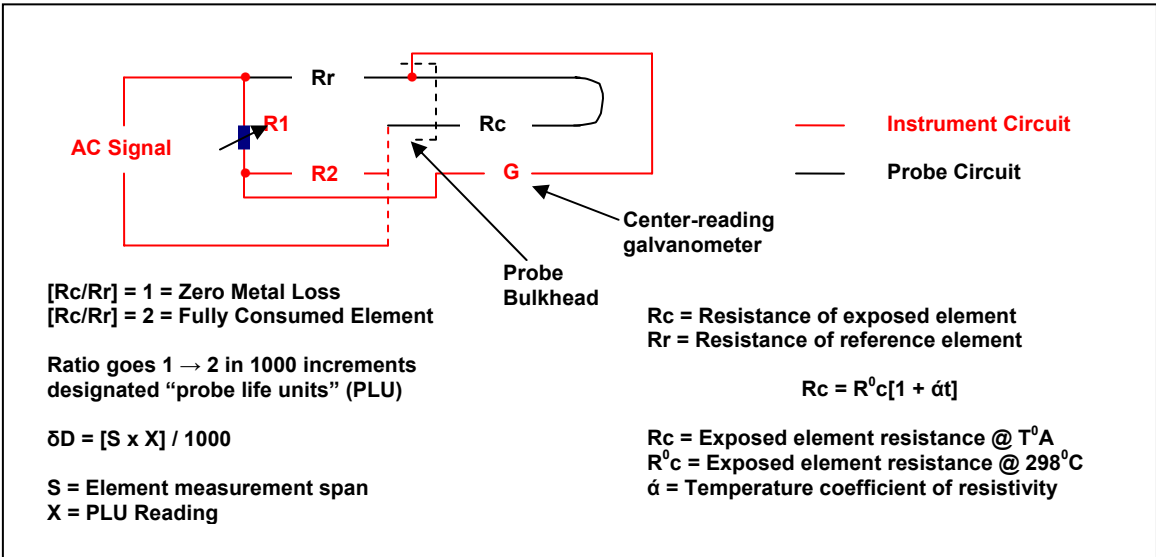 Rr
R1
Rc
AC Signal
R2
G
Instrument Circuit
Probe Circuit
Center-reading
galvanometer
Probe
Bulkhead
[Rc/Rr] = 1 = Zero Metal Loss
[Rc/Rr] = 2 = Fully Consumed Element
Ratio goes 1 → 2 in 1000 increments
designated “probe life units” (PLU)
δD = [S x X] / 1000
S = Element measurement span
X = PLU Reading
Rc = Resistance of exposed element
Rr = Resistance of reference element
Rc = R⁰c[1 + άt]
Rc = Exposed element resistance @ T⁰A
R⁰c = Exposed element resistance @ 298⁰C
ά = Temperature coefficient of resistivity